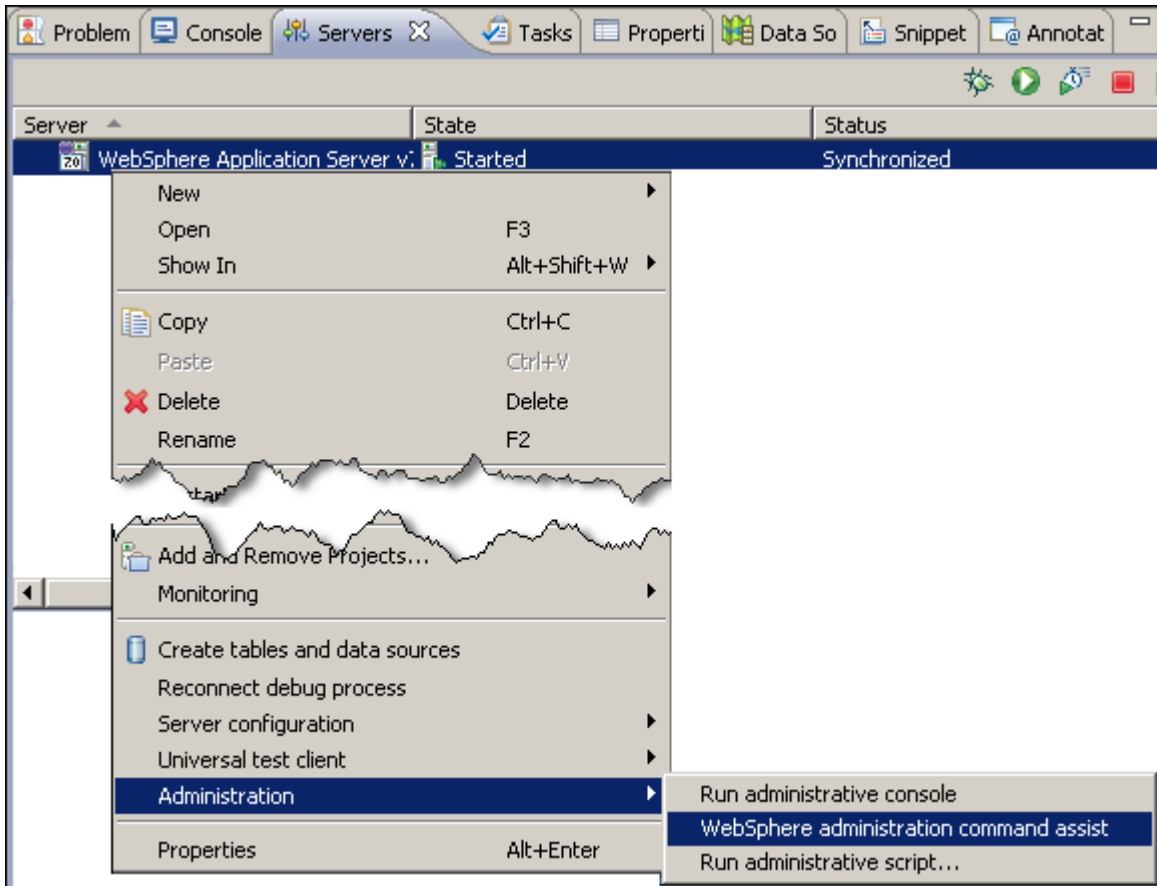 Problem Console Servers Tasks Properti Data So Snippet Annotat
Server State Status
WebSphere Application Server v7 Started Synchronized
New
Open F3
Show In Alt+Shift+W
Copy Ctrl+C
Paste Ctrl+V
Delete Delete
Rename F2
Add and Remove Projects...
Monitoring
Create tables and data sources
Reconnect debug process
Server configuration
Universal test client
Administration
Run administrative console
WebSphere administration command assist
Run administrative script...
Properties Alt+Enter